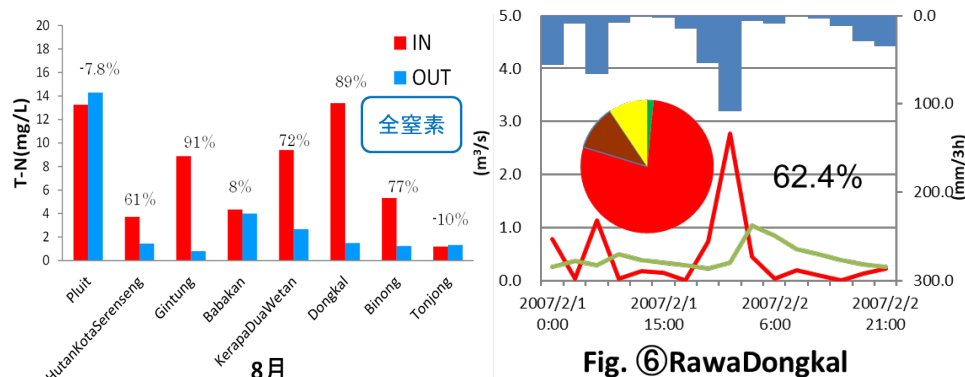 T-N(mg/L)
20
18
16
14
12
10
8
6
4
2
0
-7.8%
61%
91%
8%
72%
89%
77%
-10%
IN
OUT
全窒素
Pluit
HutanKotaSerenseng
Gintung
Babakan
KerapaDuaWetan
Dongkal
Binong
Tonjong
8月
5.0
4.0
3.0
2.0
1.0
0.0
(m³/s)
0.0
100.0
200.0
300.0
(mm/3h)
62.4%
2007/2/1
0:00
2007/2/1
15:00
2007/2/2
6:00
2007/2/2
21:00
Fig. ⑥RawaDongkal